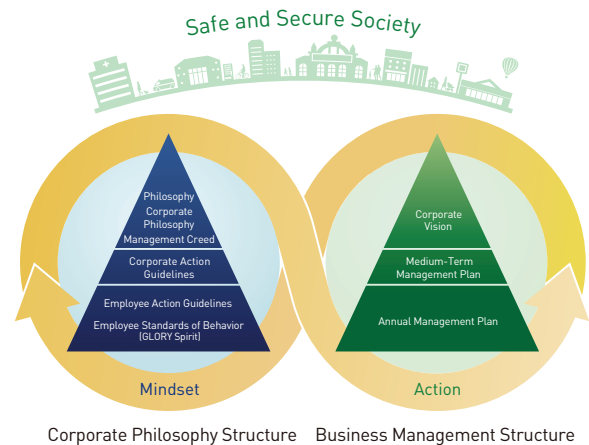 Safe and Secure Society
Philosophy
Corporate
Philosophy
Management Creed
Corporate Action
Guidelines
Employee Action Guidelines
Employee Standards of Behavior
(GLORY Spirit)
Mindset
Corporate Philosophy Structure
Corporate
Vision
Medium-Term
Management Plan
Annual Management Plan
Action
Business Management Structure